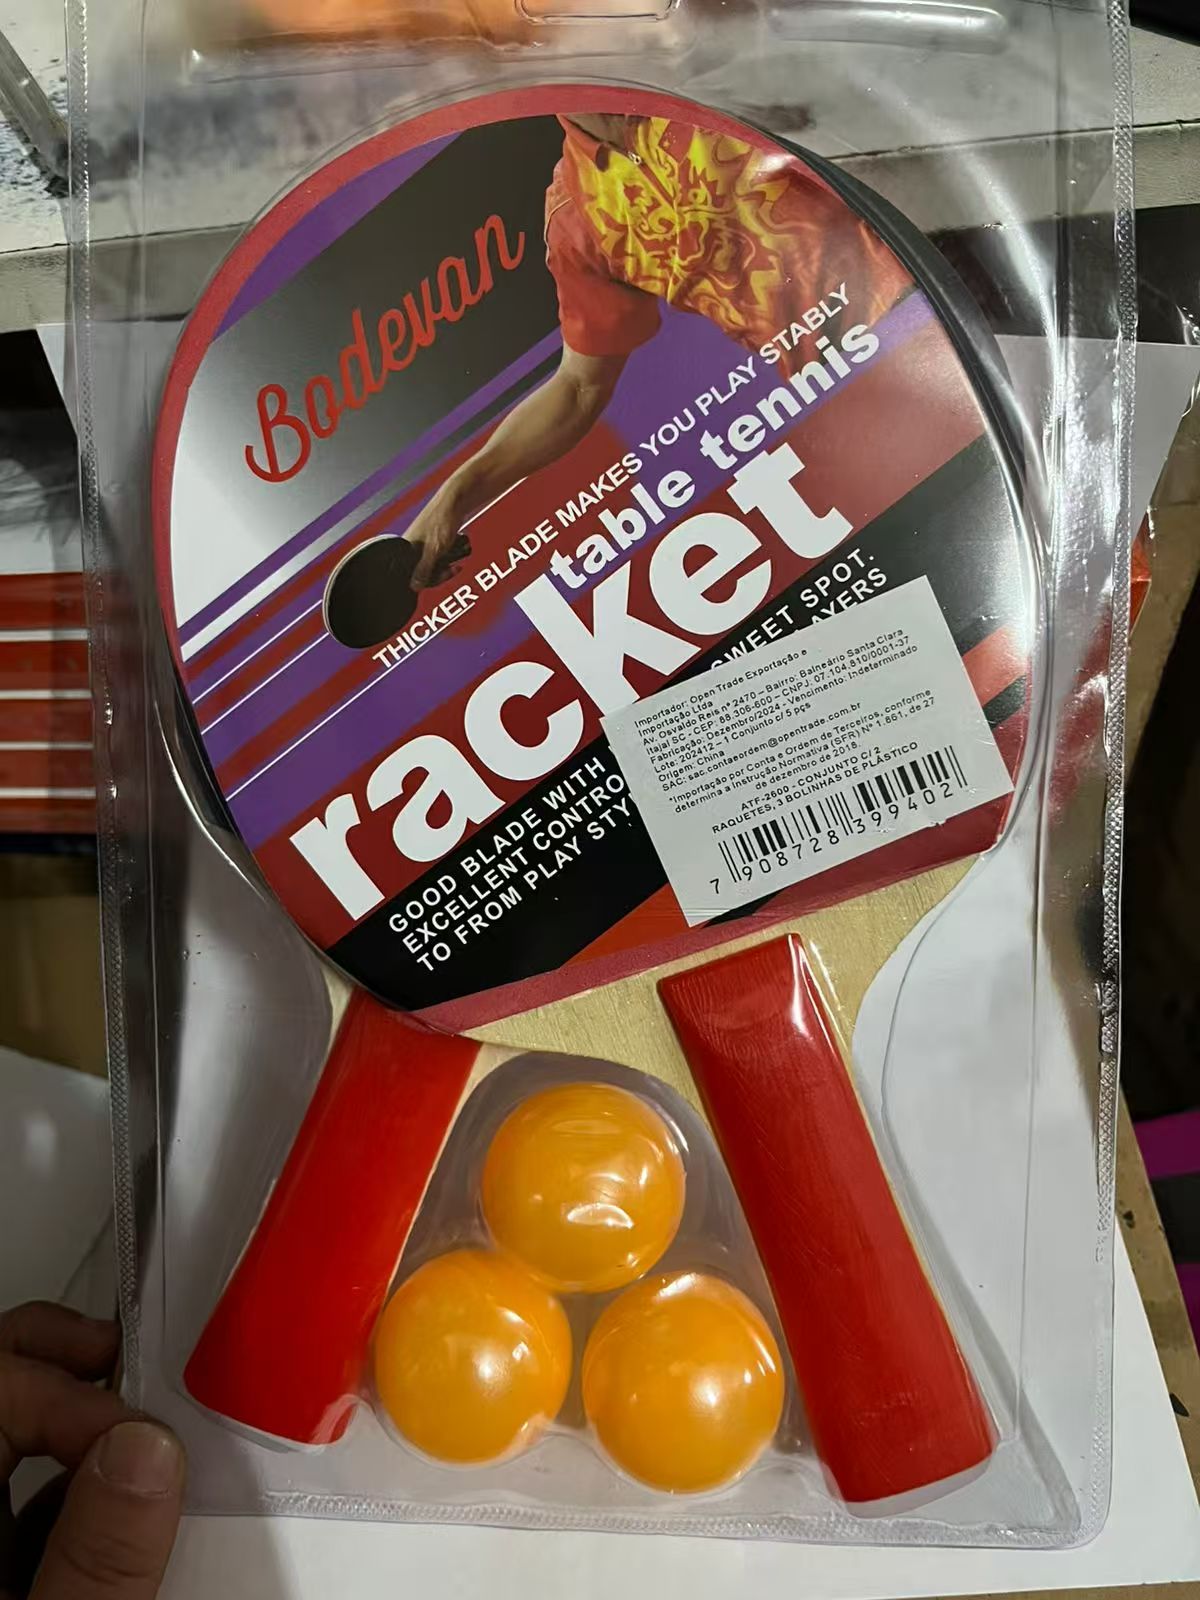 Bodevan
THICKER BLADE MAKES YOU PLAY STABLY
table tennis
racket
GOOD BLADE WITH SWEET SPOT.
EXCELLENT CONTRO
TO FROM PLAY STY
Importador: Open Trade Exportação e
Importação Ltda
Av. Osvaldo Reis nº 2470 – Bairro: Balneário Santa Clara
Itajaí SC - CEP: 88.306-600 – CNPJ: 07.104.810/0001-37
Fabricação: Dezembro/2024 - Vencimento: Indeterminado
Lote: 202412 – 1 Conjunto c/ 5 pçs
Origem: China
SAC: sac.contaeordem@opentrade.com.br
*Importação por Conta e Ordem de Terceiros, conforme
determina a Instrução Normativa (SFR) Nº 1.861, de 27
de dezembro de 2018.
ATF-2600 - CONJUNTO C/ 2
RAQUETES, 3 BOLINHAS DE PLÁSTICO
7 908728 399402